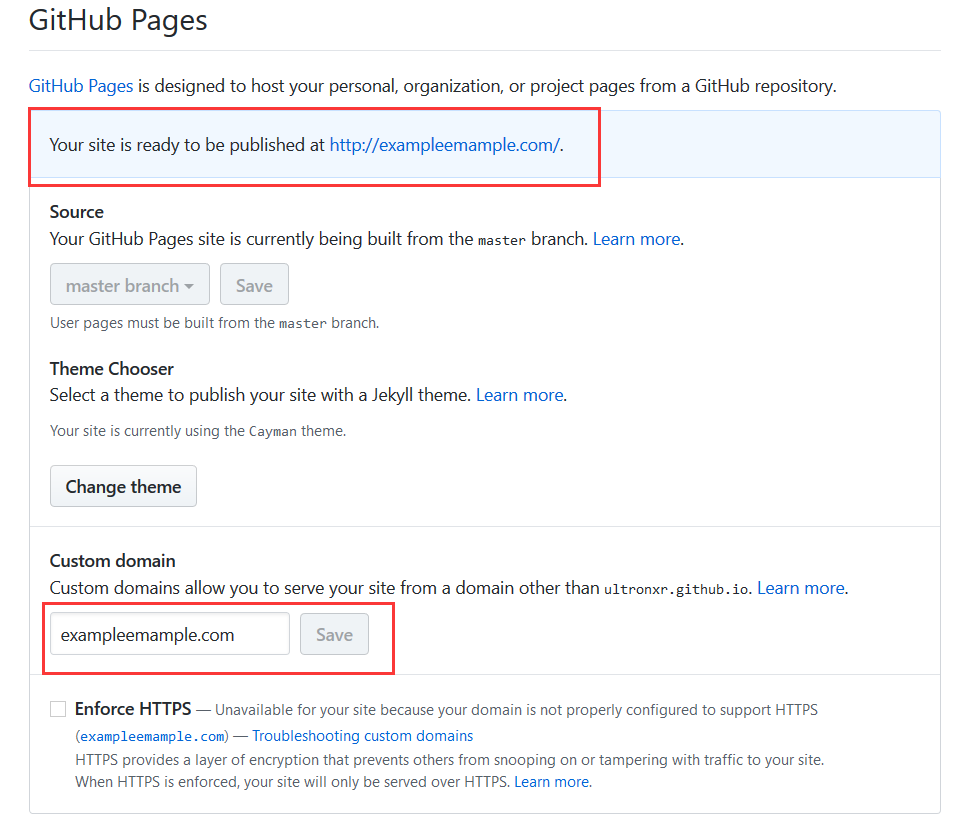 GitHub Pages
GitHub Pages is designed to host your personal, organization, or project pages from a GitHub repository.
Your site is ready to be published at http://exampleemample.com/.
Source
Your GitHub Pages site is currently being built from the master branch. Learn more.
master branch Save
User pages must be built from the master branch.
Theme Chooser
Select a theme to publish your site with a Jekyll theme. Learn more.
Your site is currently using the Cayman theme.
Change theme
Custom domain
Custom domains allow you to serve your site from a domain other than ultronxr.github.io. Learn more.
exampleemample.com Save
Enforce HTTPS — Unavailable for your site because your domain is not properly configured to support HTTPS
(exampleemample.com) — Troubleshooting custom domains
HTTPS provides a layer of encryption that prevents others from snooping on or tampering with traffic to your site.
When HTTPS is enforced, your site will only be served over HTTPS. Learn more.